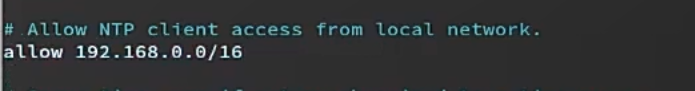 # Allow NTP client access from local network.
allow 192.168.0.0/16